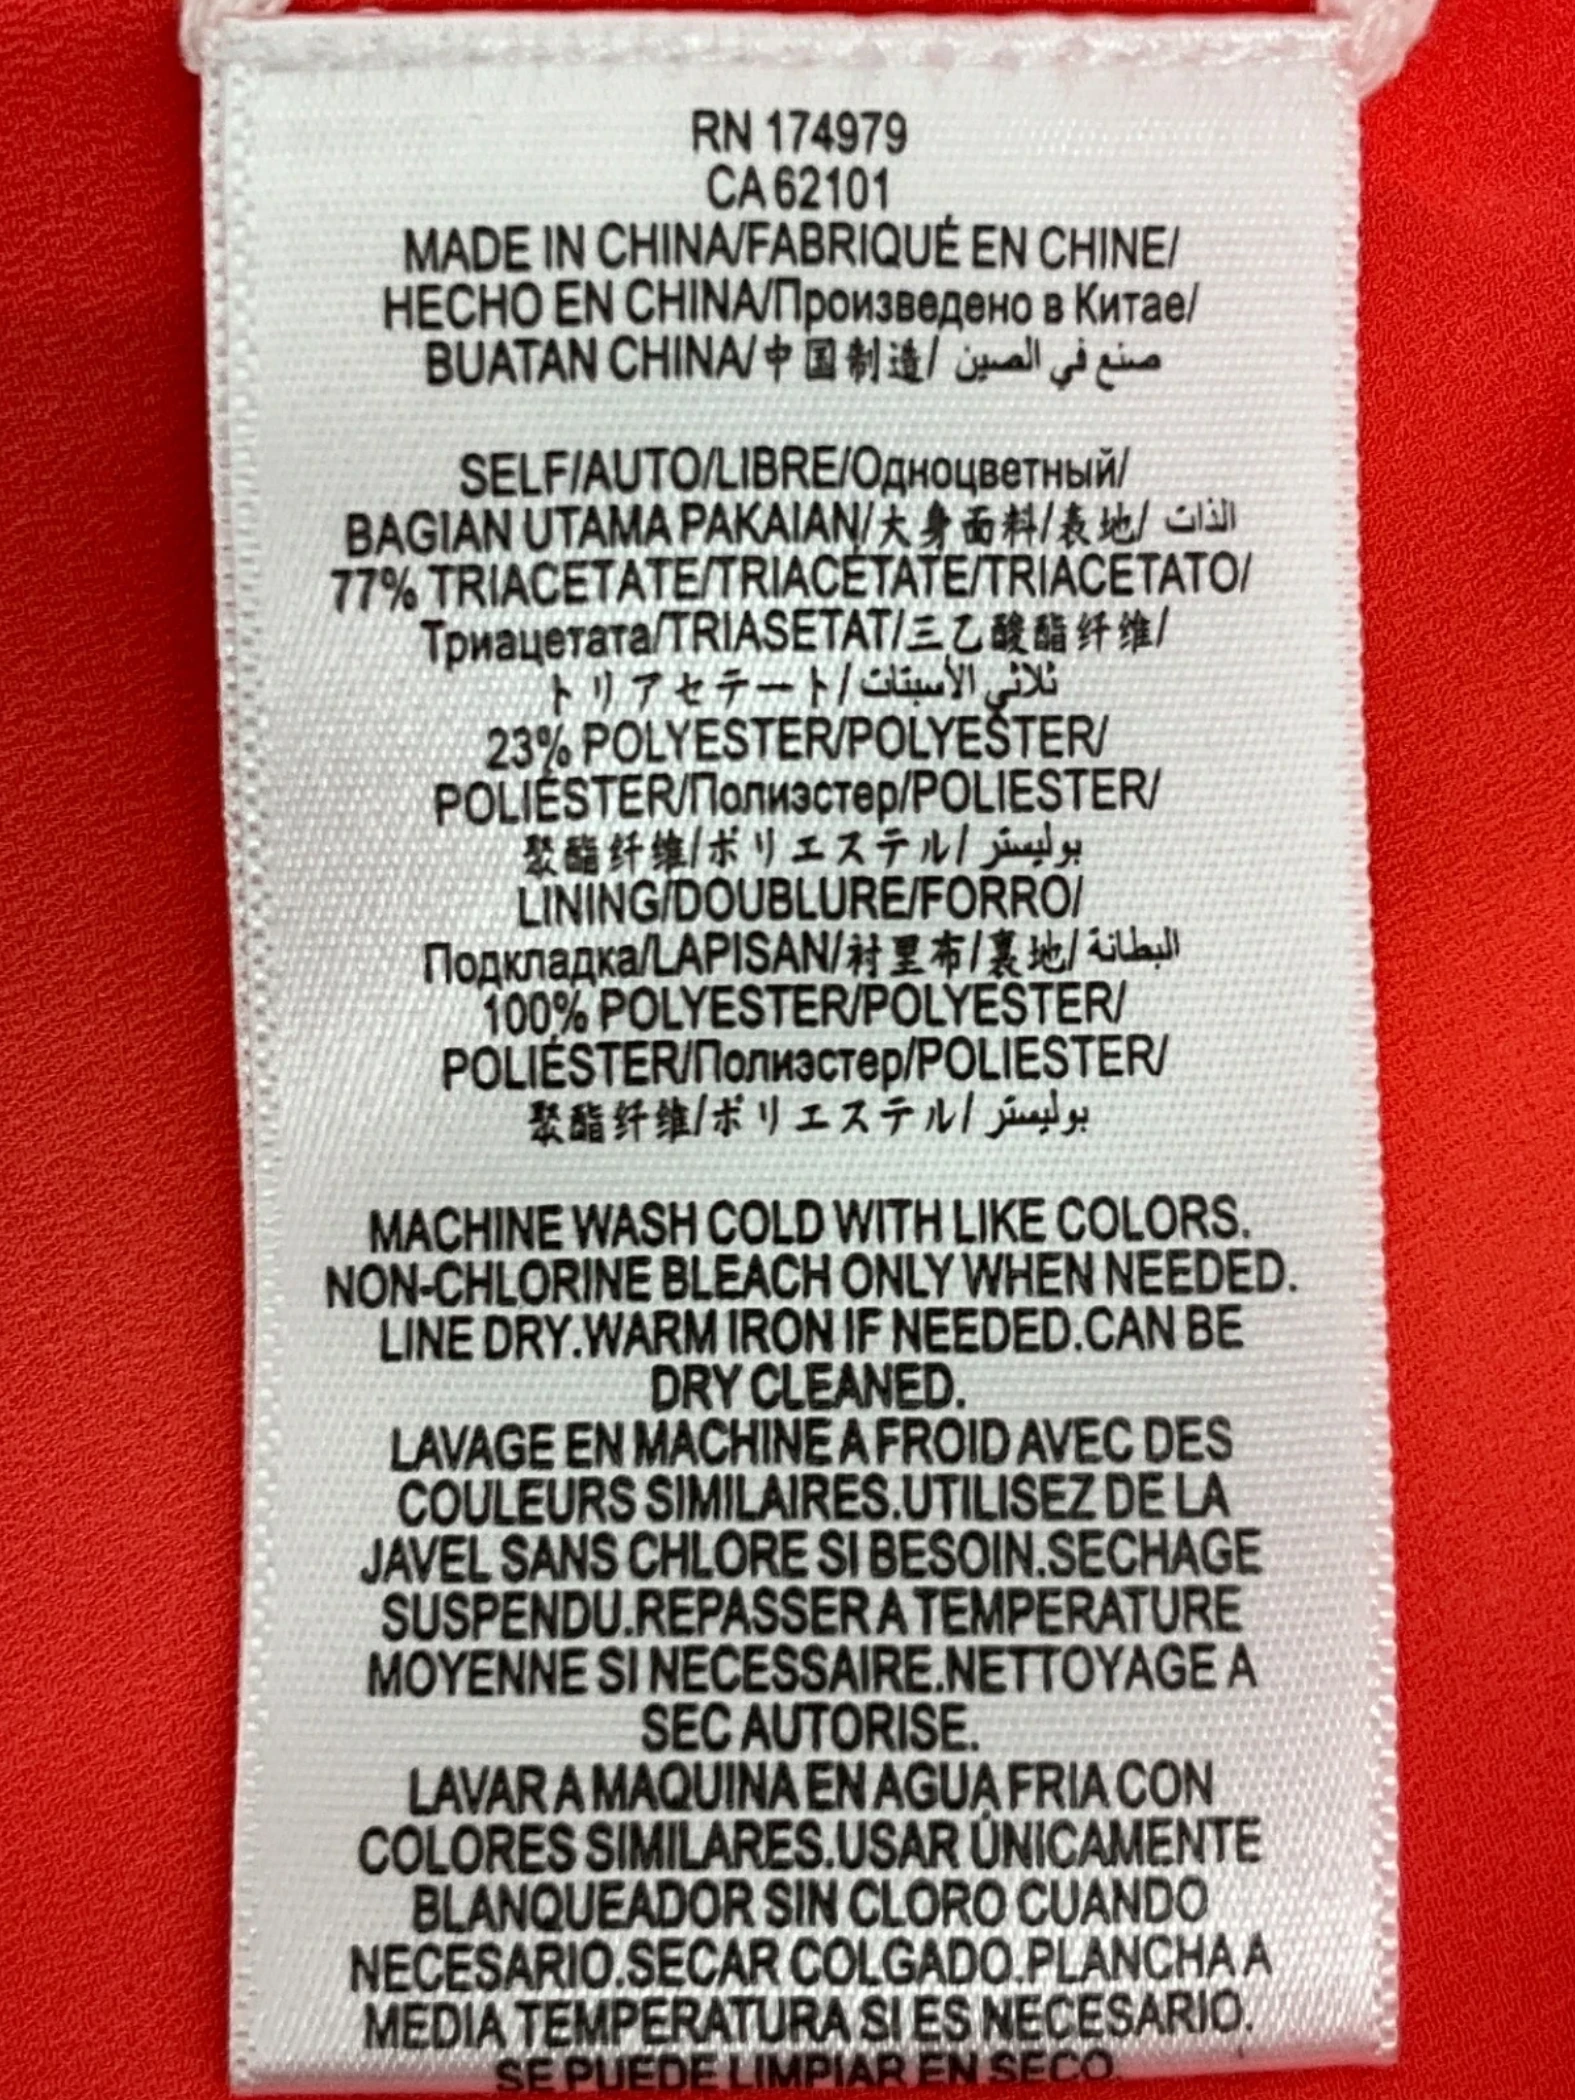 RN 174979
CA 62101
MADE IN CHINA/FABRIQUÉ EN CHINE/
HECHO EN CHINA/Произведено в Китае/
BUATAN CHINA/中国制造/ صنع في الصين
SELF/AUTO/LIBRE/Одноцветный/
BAGIAN UTAMA PAKAIAN/大身面料/表地/ الذات
77% TRIACETATE/TRIACÉTATE/TRIACETATO/
Триацетата/TRIASETAT/三乙酸酯纤维/
トリアセテート/ ثلاثي الأسيتات
23% POLYESTER/POLYESTER/
POLIÉSTER/Полиэстер/POLIESTER/
聚酯纤维/ポリエステル/ بوليستر
LINING/DOUBLURE/FORRO/
Подкладка/LAPISAN/衬里布/裏地/ البطانة
100% POLYESTER/POLYESTER/
POLIÉSTER/Полиэстер/POLIESTER/
聚酯纤维/ポリエステル/ بوليستر
MACHINE WASH COLD WITH LIKE COLORS.
NON-CHLORINE BLEACH ONLY WHEN NEEDED.
LINE DRY.WARM IRON IF NEEDED.CAN BE
DRY CLEANED.
LAVAGE EN MACHINE A FROID AVEC DES
COULEURS SIMILAIRES.UTILISEZ DE LA
JAVEL SANS CHLORE SI BESOIN.SECHAGE
SUSPENDU.REPASSER A TEMPERATURE
MOYENNE SI NECESSAIRE.NETTOYAGE A
SEC AUTORISE.
LAVAR A MAQUINA EN AGUA FRIA CON
COLORES SIMILARES.USAR ÚNICAMENTE
BLANQUEADOR SIN CLORO CUANDO
NECESARIO.SECAR COLGADO.PLANCHA A
MEDIA TEMPERATURA SI ES NECESARIO.
SE PUEDE LIMPIAR EN SECO.